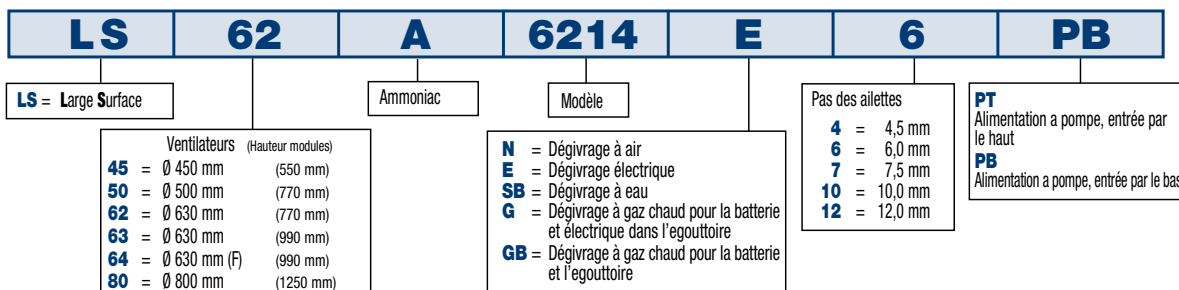 LS 62 A 6214 E 6 PB
LS = Large Surface
Ammoniac
Modèle
Ventilateurs (Hauteur modules)
45 = Ø 450 mm (550 mm)
50 = Ø 500 mm (770 mm)
62 = Ø 630 mm (770 mm)
63 = Ø 630 mm (990 mm)
64 = Ø 630 mm (F) (990 mm)
80 = Ø 800 mm (1250 mm)
N = Dégivrage à air
E = Dégivrage électrique
SB = Dégivrage à eau
G = Dégivrage à gaz chaud pour la batterie
et électrique dans l'egouttoire
GB = Dégivrage à gaz chaud pour la batterie
et l'egouttoire
Pas des ailettes
4 = 4,5 mm
6 = 6,0 mm
7 = 7,5 mm
10 = 10,0 mm
12 = 12,0 mm
PT
Alimentation a pompe, entrée par
le haut
PB
Alimentation a pompe, entrée par le bas